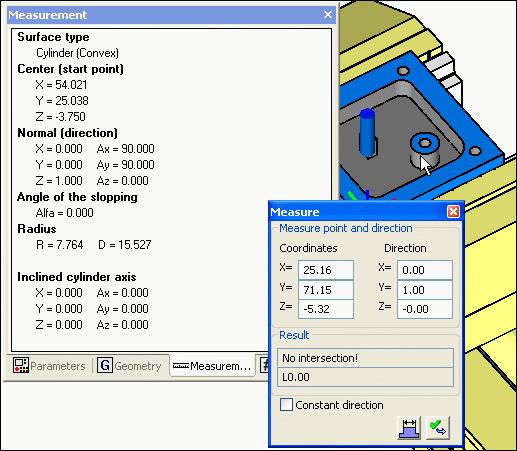 Measurement
Surface type
Cylinder (Convex)
Center (start point)
X = 54.021
Y = 25.038
Z = -3.750
Normal (direction)
X = 0.000 Ax = 90.000
Y = 0.000 Ay = 90.000
Z = 1.000 Az = 0.000
Angle of the slopping
Alfa = 0.000
Radius
R = 7.764 D = 15.527
Inclined cylinder axis
X = 0.000 Ax = 0.000
Y = 0.000 Ay = 0.000
Z = 0.000 Az = 0.000
Parameters G Geometry Measurem... #
Measure
Measure point and direction
Coordinates Direction
X= 25.16 X= 0.00
Y= 71.15 Y= 1.00
Z= -5.32 Z= -0.00
Result
No intersection!
L0.00
Constant direction